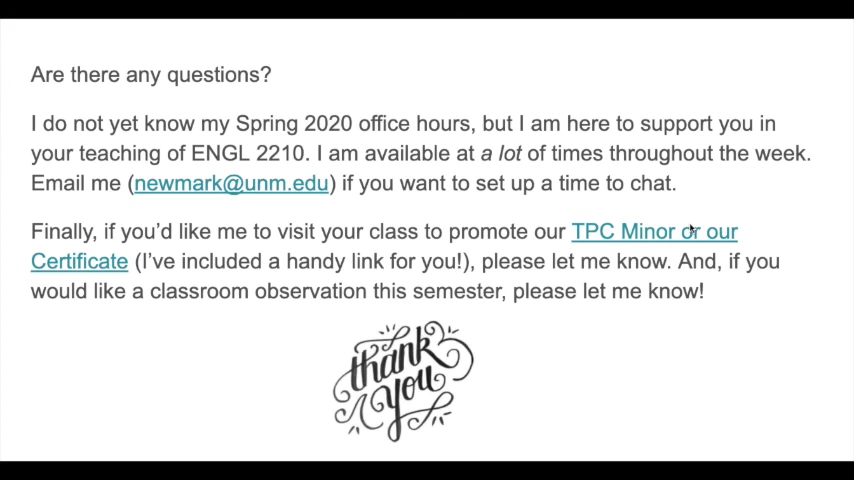 Are there any questions?
I do not yet know my Spring 2020 office hours, but I am here to support you in
your teaching of ENGL 2210. I am available at a lot of times throughout the week.
Email me (newmark@unm.edu) if you want to set up a time to chat.
Finally, if you’d like me to visit your class to promote our TPC Minor or our
Certificate (I’ve included a handy link for you!), please let me know. And, if you
would like a classroom observation this semester, please let me know!
thank
you